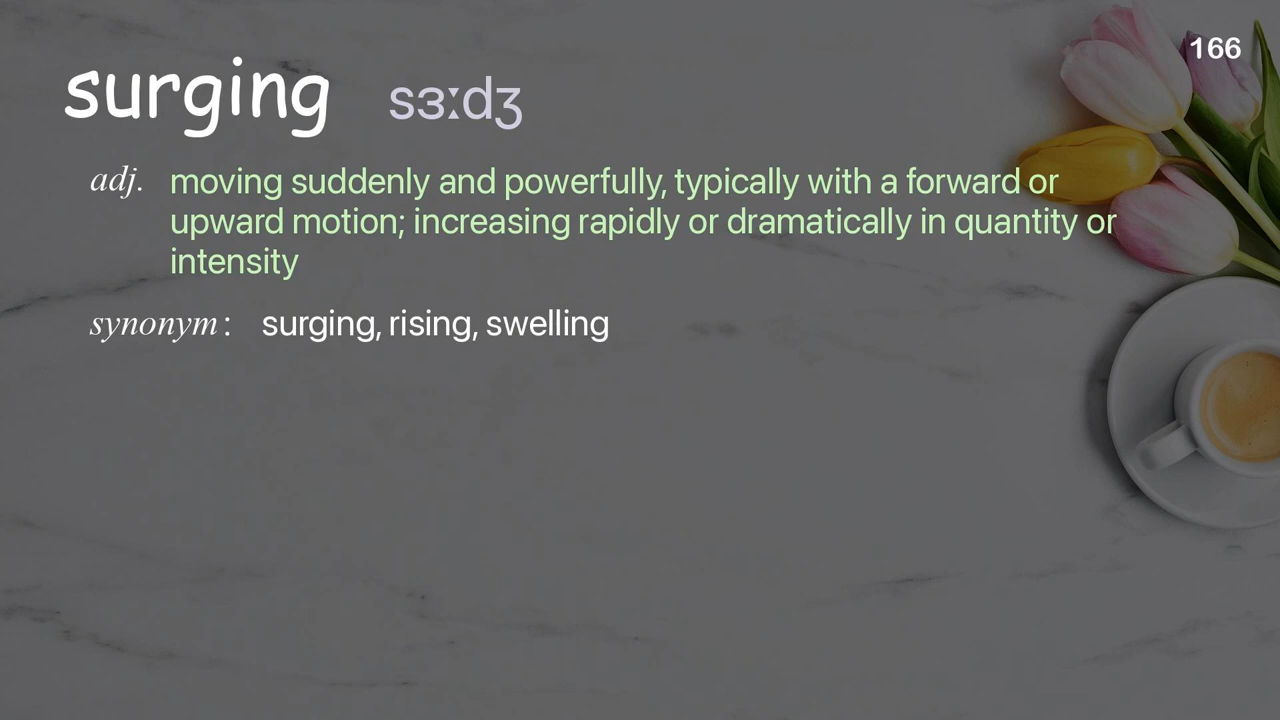 166
surging sɜːdʒ
adj. moving suddenly and powerfully, typically with a forward or
upward motion; increasing rapidly or dramatically in quantity or
intensity
synonym : surging, rising, swelling